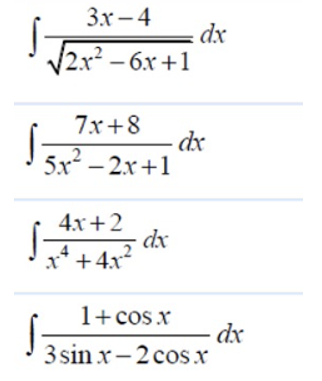 ∫ (3x − 4)/√(2x² − 6x + 1) dx
∫ (7x + 8)/(5x² − 2x + 1) dx
∫ (4x + 2)/(x⁴ + 4x²) dx
∫ (1 + cos x)/(3 sin x − 2 cos x) dx